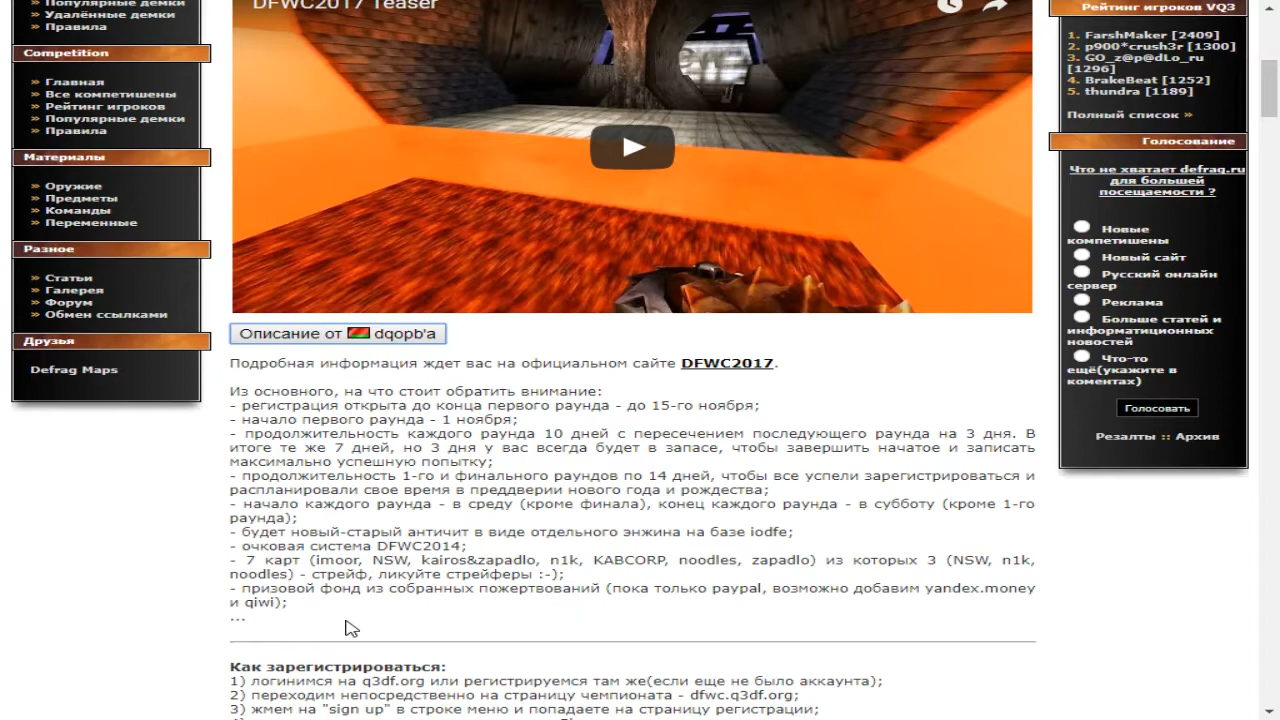 Популярные демки
Удалённые демки
Правила
Competition
Главная
Все компетишены
Рейтинг игроков
Популярные демки
Правила
Материалы
Оружие
Предметы
Команды
Переменные
Разное
Статьи
Галерея
Форум
Обмен ссылками
Друзья
Defrag Maps
DFWC2017 Teaser
Описание от dqopb'a
Подробная информация ждет вас на официальном сайте DFWC2017.
Из основного, на что стоит обратить внимание:
- регистрация открыта до конца первого раунда - до 15-го ноября;
- начало первого раунда - 1 ноября;
- продолжительность каждого раунда 10 дней с пересечением последующего раунда на 3 дня. В
итоге те же 7 дней, но 3 дня у вас всегда будет в запасе, чтобы завершить начатое и записать
максимально успешную попытку;
- продолжительность 1-го и финального раундов по 14 дней, чтобы все успели зарегистрироваться и
распланировали свое время в преддверии нового года и рождества;
- начало каждого раунда - в среду (кроме финала), конец каждого раунда - в субботу (кроме 1-го
раунда);
- будет новый-старый античит в виде отдельного энжина на базе iodfe;
- очковая система DFWC2014;
- 7 карт (imoor, NSW, kairos&zapadlo, n1k, KABCORP, noodles, zapadlo) из которых 3 (NSW, n1k,
noodles) - стрейф, ликуйте стрейферы :-);
- призовой фонд из собранных пожертвований (пока только paypal, возможно добавим yandex.money
и qiwi);
...
Как зарегистрироваться:
1) логинимся на q3df.org или регистрируемся там же(если еще не было аккаунта);
2) переходим непосредственно на страницу чемпионата - dfwc.q3df.org;
3) жмем на "sign up" в строке меню и попадаете на страницу регистрации;
Рейтинг игроков VQ3
1. FarshMaker [2409]
2. p900*crush3r [1300]
3. GO_z@p@dLo_ru
[1296]
4. BrakeBeat [1252]
5. thundra [1189]
Полный список »
Голосование
Что не хватает defrag.ru
для большей
посещаемости ?
Новые
компетишены
Новый сайт
Русский онлайн
сервер
Реклама
Больше статей и
информатиционных
новостей
Что-то
ещё(укажите в
коментах)
Голосовать
Резалты :: Архив